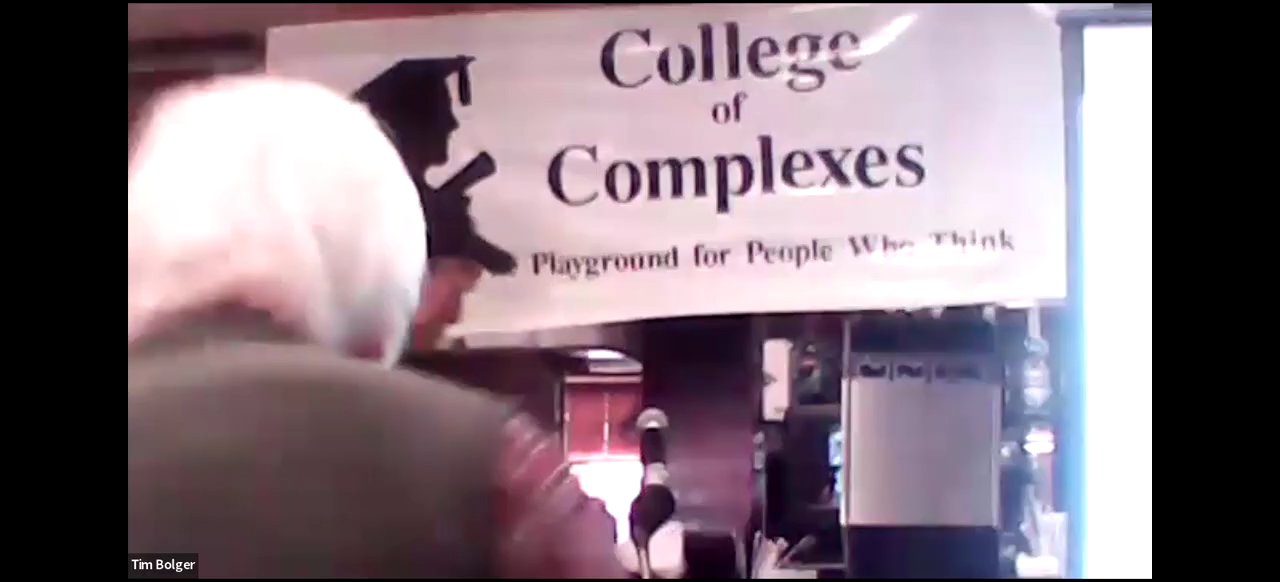 College
of
Complexes
Playground for People Who Think
Tim Bolger